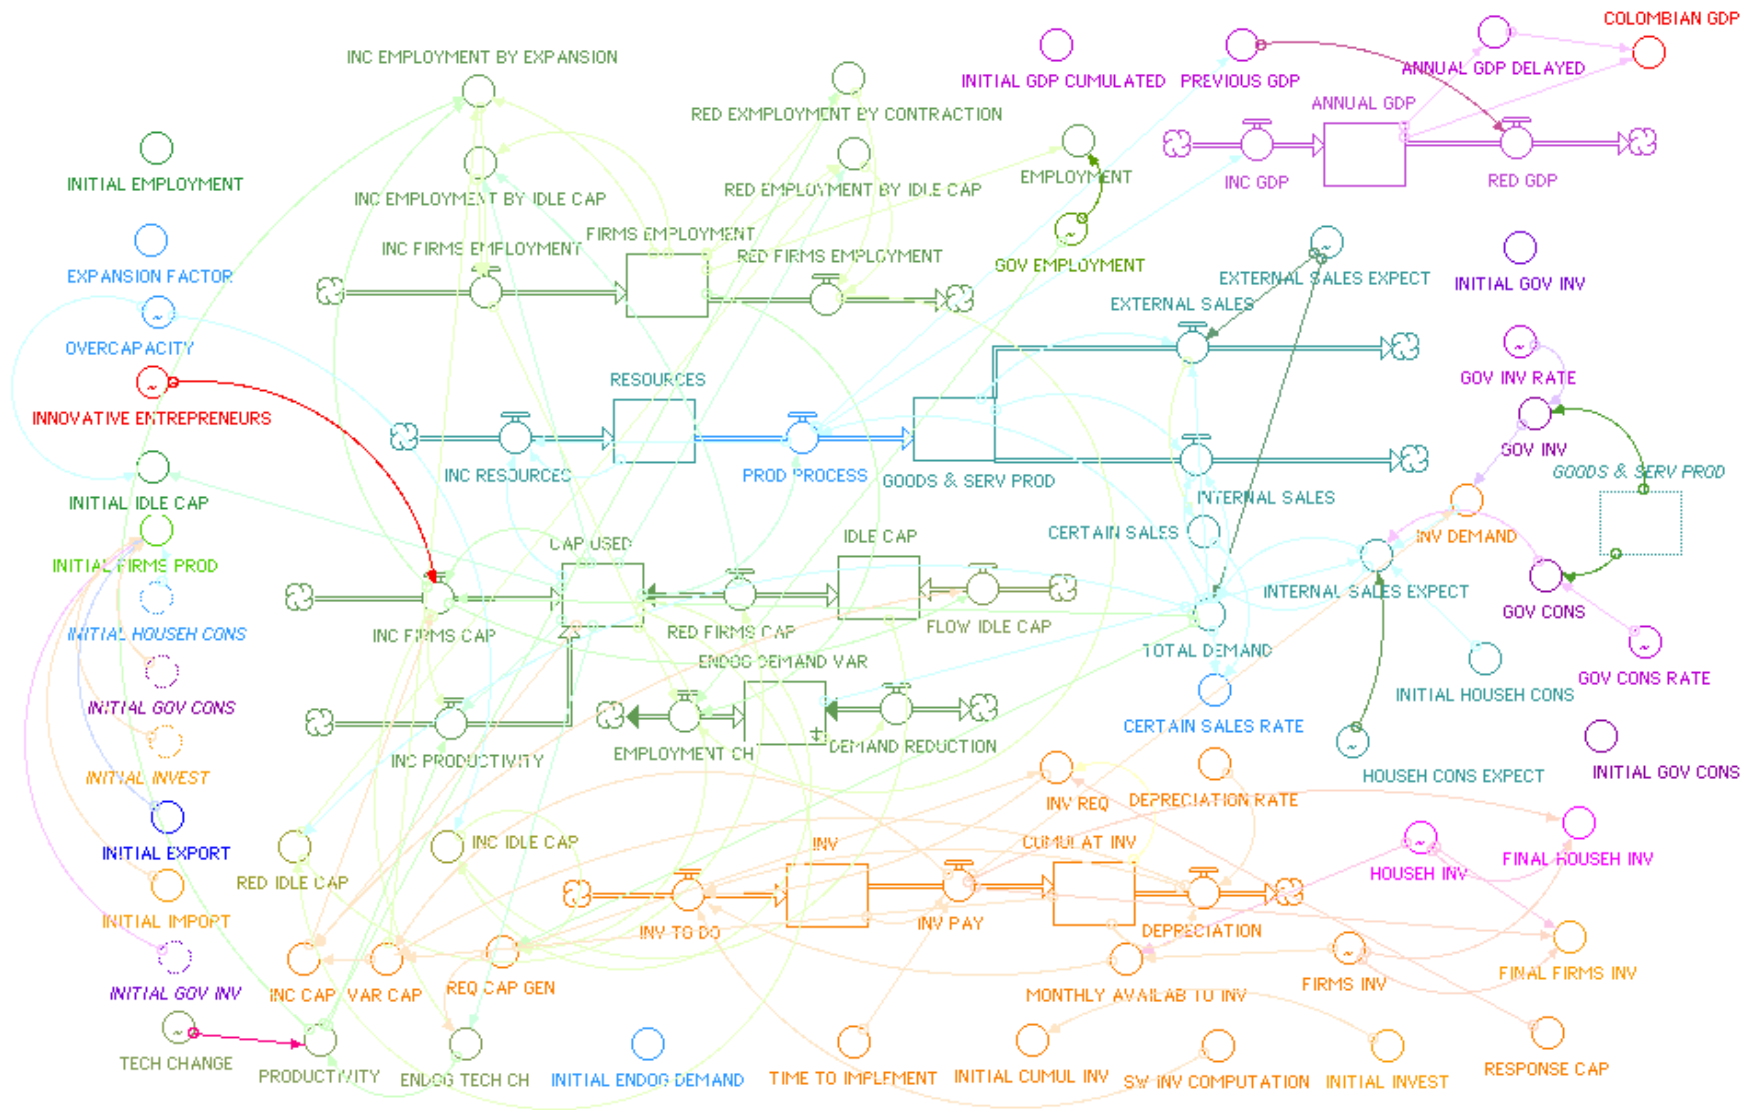 COLOMBIAN GDP
INC EMPLOYMENT BY EXPANSION
INITIAL GDP CUMULATED
PREVIOUS GDP
ANNUAL GDP DELAYED
RED EXMPLOYMENT BY CONTRACTION
ANNUAL GDP
INITIAL EMPLOYMENT
INC EMPLOYMENT BY IDLE CAP
RED EMPLOYMENT BY IDLE CAP
EMPLOYMENT
INC GDP
RED GDP
EXPANSION FACTOR
INC FIRMS EMPLOYMENT
FIRMS EMPLOYMENT
RED FIRMS EMPLOYMENT
GOV EMPLOYMENT
EXTERNAL SALES EXPECT
INITIAL GOV INV
EXTERNAL SALES
OVERCAPACITY
RESOURCES
GOV INV RATE
INNOVATIVE ENTREPRENEURS
INC RESOURCES
PROD PROCESS
GOODS & SERV PROD
GOV INV
GOODS & SERV PROD
INITIAL IDLE CAP
INTERNAL SALES
CERTAIN SALES
INV DEMAND
INITIAL FIRMS PROD
CAP USED
IDLE CAP
INTERNAL SALES EXPECT
GOV CONS
INITIAL HOUSEH CONS
INC FIRMS CAP
RED FIRMS CAP
FLOW IDLE CAP
TOTAL DEMAND
ENDOG DEMAND VAR
INITIAL HOUSEH CONS
GOV CONS RATE
INITIAL GOV CONS
CERTAIN SALES RATE
INC PRODUCTIVITY
EMPLOYMENT CH
DEMAND REDUCTION
INITIAL INVEST
HOUSEH CONS EXPECT
INITIAL GOV CONS
INV REQ
DEPRECIATION RATE
INITIAL EXPORT
RED IDLE CAP
INC IDLE CAP
INV
CUMULAT INV
HOUSEH INV
FINAL HOUSEH INV
INITIAL IMPORT
INV TO DO
INV PAY
DEPRECIATION
INITIAL GOV INV
INC CAP
VAR CAP
REQ CAP GEN
MONTHLY AVAILAB TO INV
FIRMS INV
FINAL FIRMS INV
TECH CHANGE
PRODUCTIVITY
ENDOG TECH CH
INITIAL ENDOG DEMAND
TIME TO IMPLEMENT
INITIAL CUMUL INV
SW INV COMPUTATION
INITIAL INVEST
RESPONSE CAP